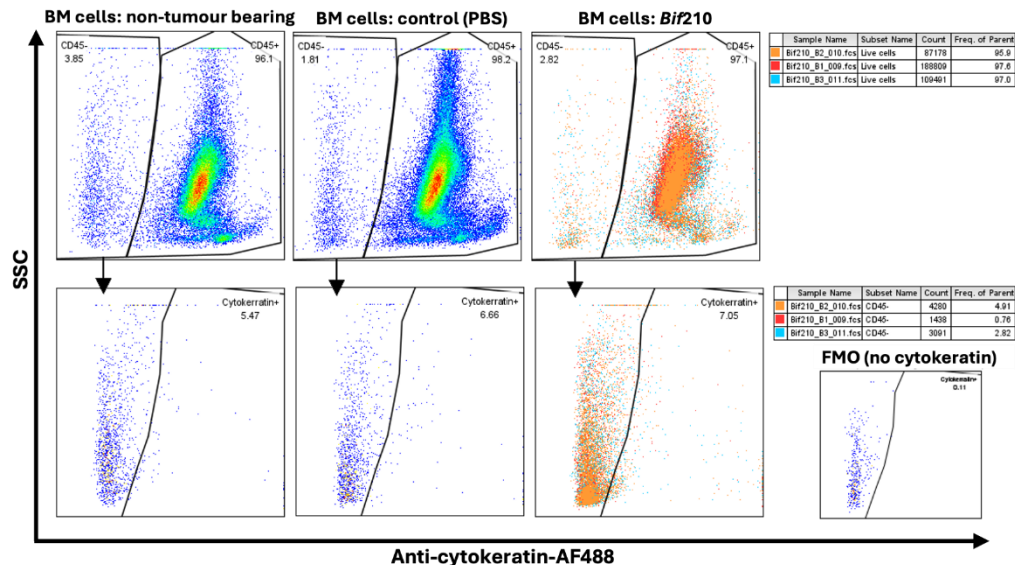 BM cells: non-tumour bearing
BM cells: control (PBS)
BM cells: Bif210
CD45-
3.85
CD45+
96.1
CD45-
1.81
CD45+
98.2
CD45-
2.82
CD45+
97.1
Sample Name Subset Name Count Freq. of Parent
Bif210_B2_010.fcs Live cells 87178 95.9
Bif210_B1_009.fcs Live cells 188809 97.6
Bif210_B3_011.fcs Live cells 109491 97.0
SSC
Cytokerratin+
5.47
Cytokerratin+
6.66
Cytokerratin+
7.05
Sample Name Subset Name Count Freq. of Parent
Bif210_B2_010.fcs CD45- 4280 4.91
Bif210_B1_009.fcs CD45- 1438 0.76
Bif210_B3_011.fcs CD45- 3091 2.82
FMO (no cytokeratin)
Cytokerratin+
0.11
Anti-cytokeratin-AF488